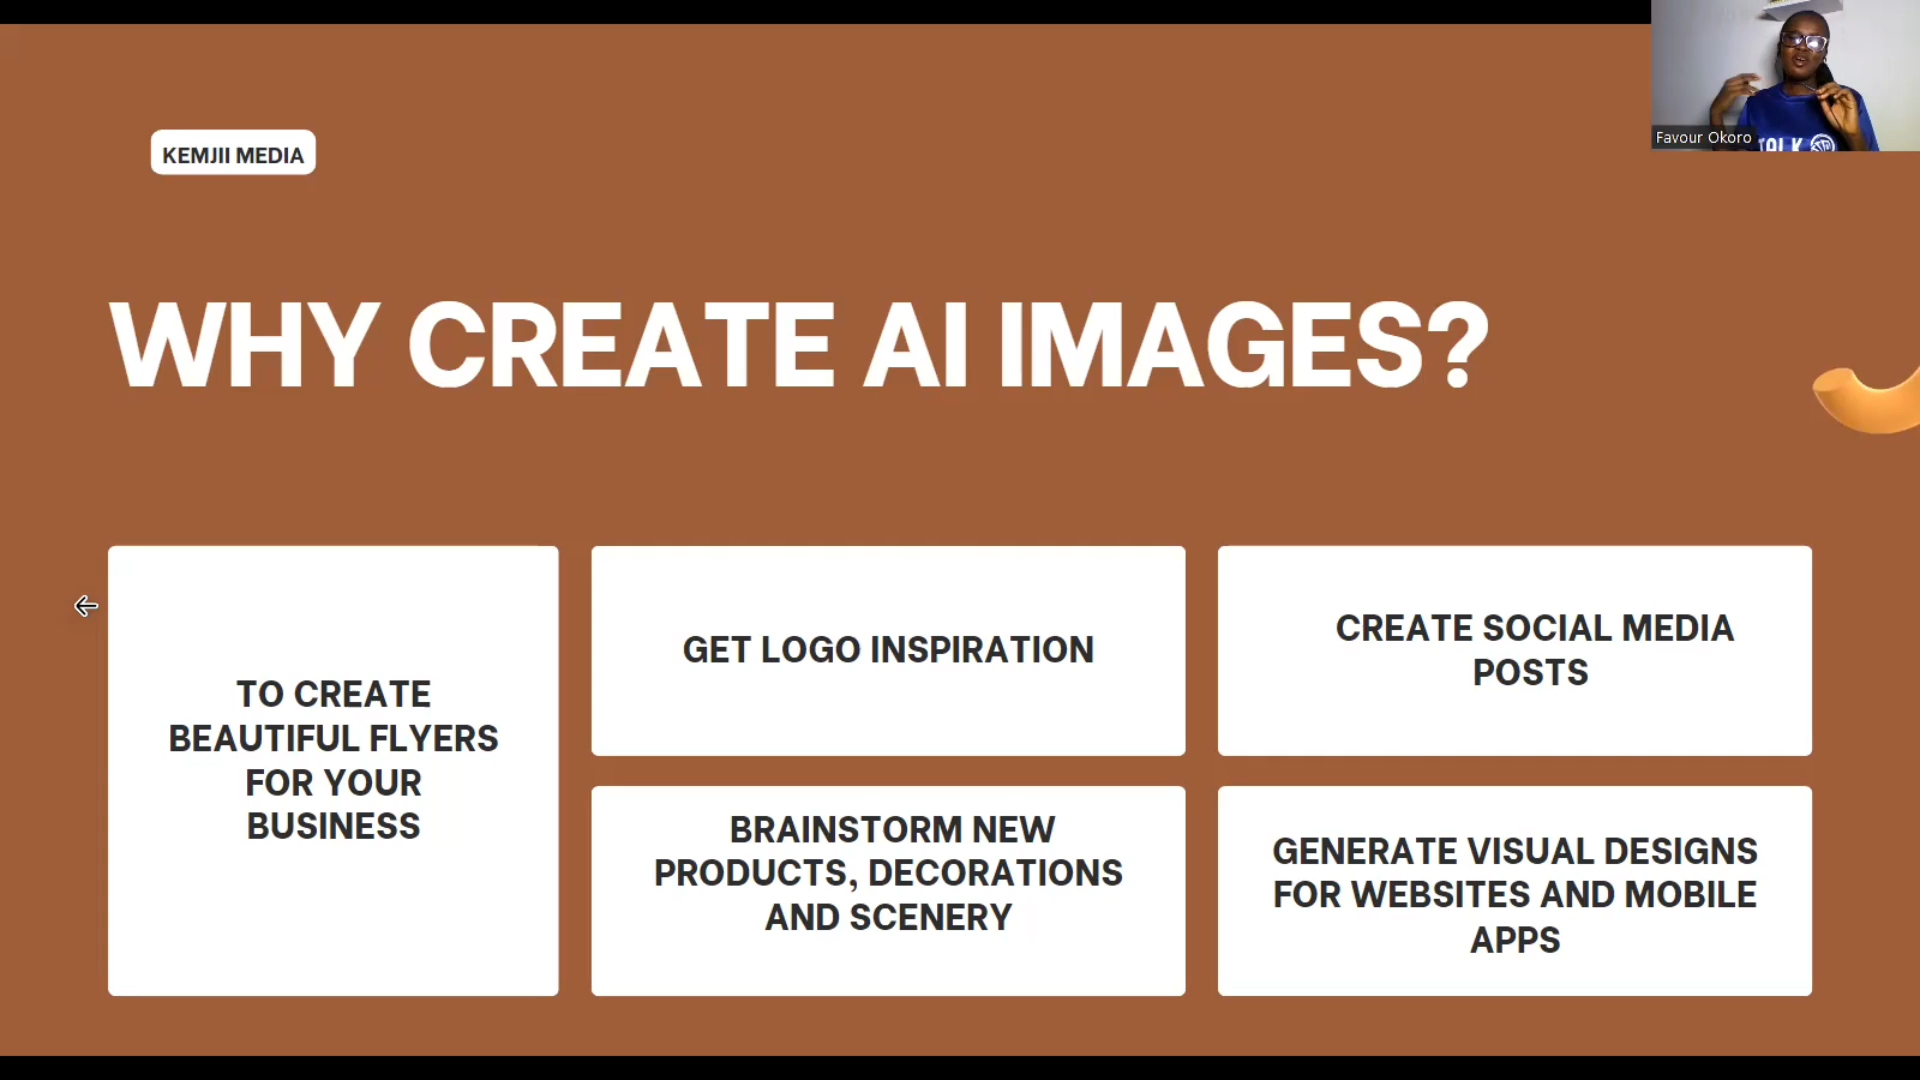 KEMJII MEDIA
Favour Okoro
TALK
WHY CREATE AI IMAGES?
TO CREATE
BEAUTIFUL FLYERS
FOR YOUR
BUSINESS
GET LOGO INSPIRATION
CREATE SOCIAL MEDIA
POSTS
BRAINSTORM NEW
PRODUCTS, DECORATIONS
AND SCENERY
GENERATE VISUAL DESIGNS
FOR WEBSITES AND MOBILE
APPS